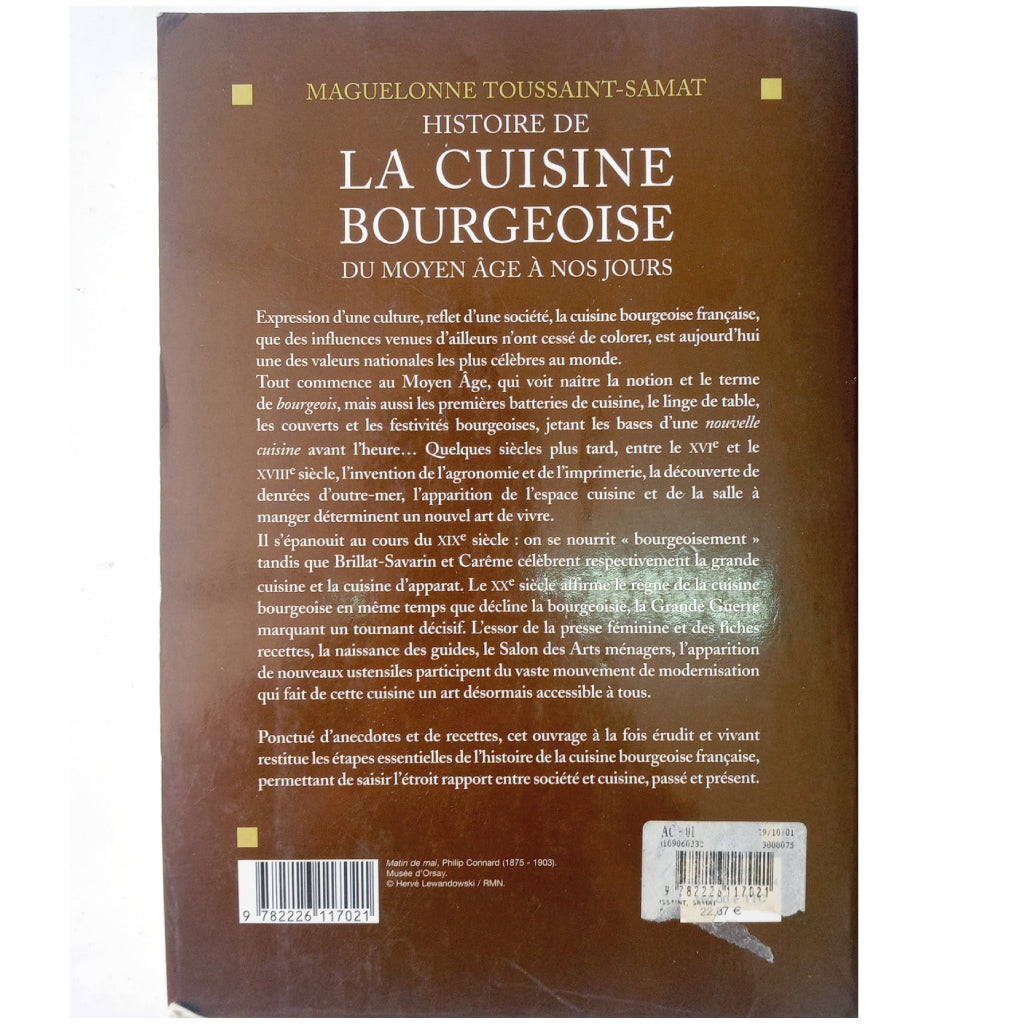 MAGUELONNE TOUSSAINT-SAMAT
HISTOIRE DE
LA CUISINE
BOURGEOISE
DU MOYEN ÂGE À NOS JOURS
Expression d'une culture, reflet d'une société, la cuisine bourgeoise française,
que des influences venues d'ailleurs n'ont cessé de colorer, est aujourd'hui
une des valeurs nationales les plus célèbres au monde.
Tout commence au Moyen Âge, qui voit naître la notion et le terme
de bourgeois, mais aussi les premières batteries de cuisine, le linge de table,
les couverts et les festivités bourgeoises, jetant les bases d'une nouvelle
cuisine avant l'heure… Quelques siècles plus tard, entre le XVIe et le
XVIIIe siècle, l'invention de l'agronomie et de l'imprimerie, la découverte de
denrées d'outre-mer, l'apparition de l'espace cuisine et de la salle à
manger déterminent un nouvel art de vivre.
Il s'épanouit au cours du XIXe siècle : on se nourrit « bourgeoisement »
tandis que Brillat-Savarin et Carême célèbrent respectivement la grande
cuisine et la cuisine d'apparat. Le XXe siècle affirme le règne de la cuisine
bourgeoise en même temps que décline la bourgeoisie, la Grande Guerre
marquant un tournant décisif. L'essor de la presse féminine et des fiches
recettes, la naissance des guides, le Salon des Arts ménagers, l'apparition
de nouveaux ustensiles participent du vaste mouvement de modernisation
qui fait de cette cuisine un art désormais accessible à tous.
Ponctué d'anecdotes et de recettes, cet ouvrage à la fois érudit et vivant
restitue les étapes essentielles de l'histoire de la cuisine bourgeoise française,
permettant de saisir l'étroit rapport entre société et cuisine, passé et présent.
Matin de mai, Philip Connard (1875 - 1903).
Musée d'Orsay.
© Hervé Lewandowski / RMN.
9 782226 117021
AC - 01 19/10/01
0109060232 3000075
9 782226 117021
ISSAINT, SAMAT
22,87 €